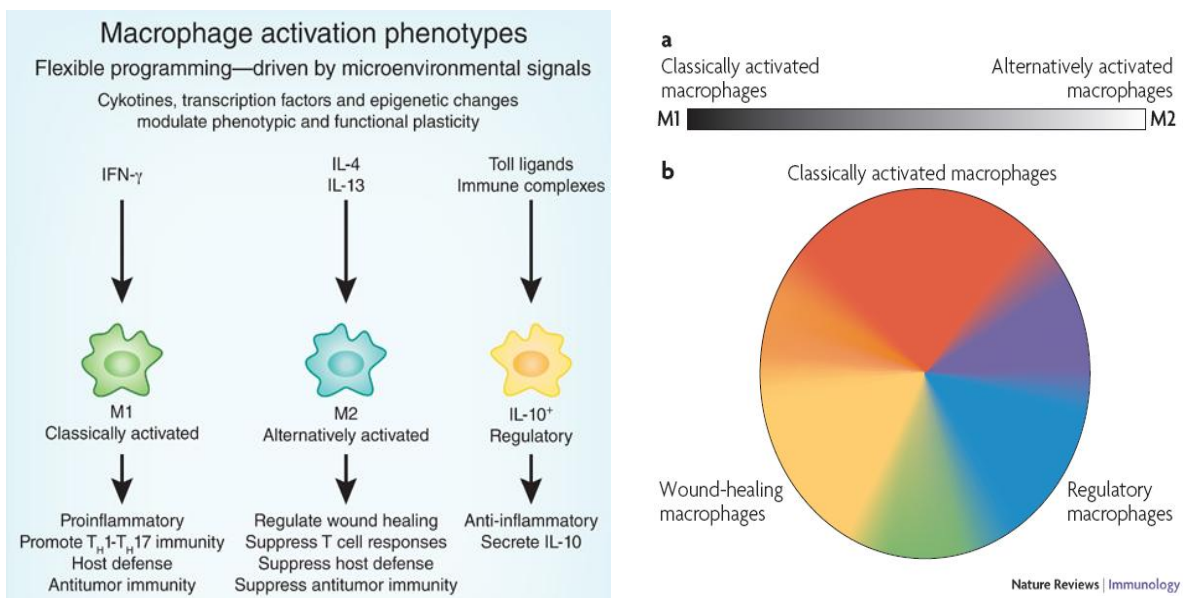 Macrophage activation phenotypes
Flexible programming—driven by microenvironmental signals
Cykotines, transcription factors and epigenetic changes
modulate phenotypic and functional plasticity
IFN-γ
IL-4
IL-13
Toll ligands
Immune complexes
M1
Classically activated
M2
Alternatively activated
IL-10⁺
Regulatory
Proinflammatory
Promote T_H1-T_H17 immunity
Host defense
Antitumor immunity
Regulate wound healing
Suppress T cell responses
Suppress host defense
Suppress antitumor immunity
Anti-inflammatory
Secrete IL-10
a
Classically activated
macrophages
Alternatively activated
macrophages
M1
M2
b
Classically activated macrophages
Wound-healing
macrophages
Regulatory
macrophages
Nature Reviews | Immunology